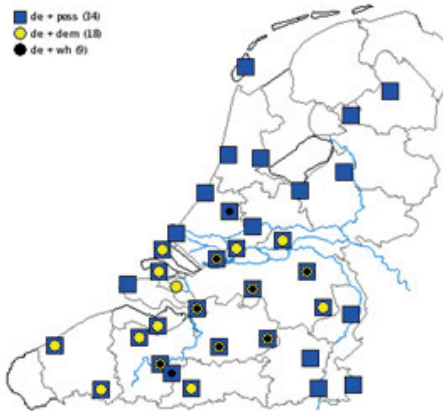 de + poss (34)
de + dem (18)
de + wh (9)